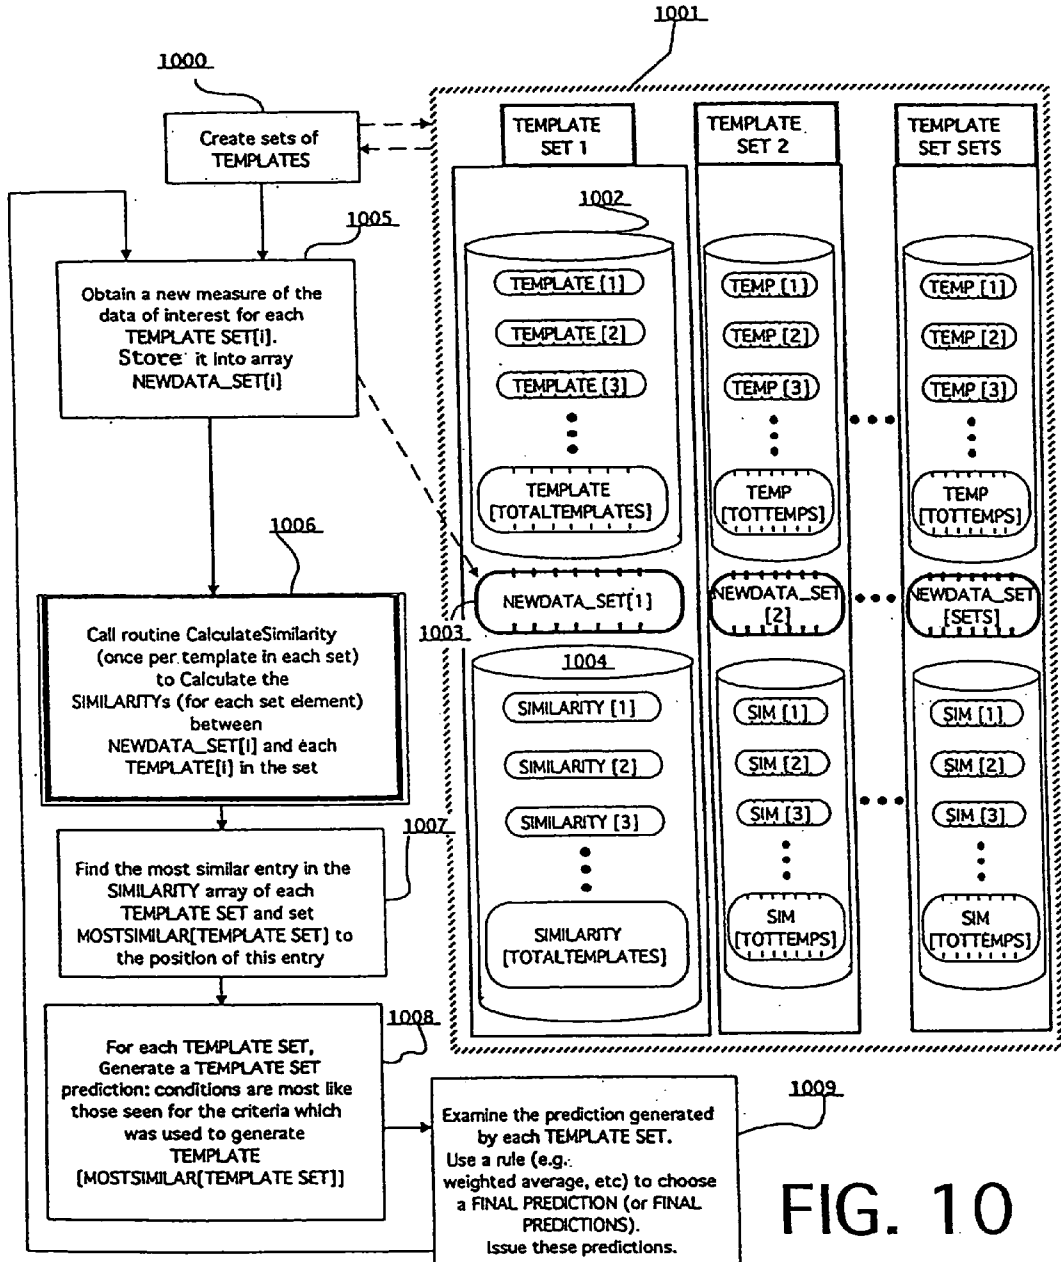 1001
1000
Create sets of
TEMPLATES
TEMPLATE
SET 1
TEMPLATE
SET 2
TEMPLATE
SET SETS
1005
Obtain a new measure of the
data of interest for each
TEMPLATE SET[i].
Store it into array
NEWDATA_SET[i]
1002
TEMPLATE [1]
TEMPLATE [2]
TEMPLATE [3]
TEMPLATE
[TOTALTEMPLATES]
TEMP [1]
TEMP [2]
TEMP [3]
TEMP
[TOTTEMPS]
TEMP [1]
TEMP [2]
TEMP [3]
TEMP
[TOTTEMPS]
1003
NEWDATA_SET[1]
NEWDATA_SET
[2]
NEWDATA_SET
[SETS]
1006
Call routine CalculateSimilarity
(once per template in each set)
to Calculate the
SIMILARITYs (for each set element)
between
NEWDATA_SET[i] and each
TEMPLATE[i] in the set
1004
SIMILARITY [1]
SIMILARITY [2]
SIMILARITY [3]
SIMILARITY
[TOTALTEMPLATES]
SIM [1]
SIM [2]
SIM [3]
SIM
[TOTTEMPS]
SIM [1]
SIM [2]
SIM [3]
SIM
[TOTTEMPS]
1007
Find the most similar entry in the
SIMILARITY array of each
TEMPLATE SET and set
MOSTSIMILAR[TEMPLATE SET] to
the position of this entry
1008
For each TEMPLATE SET,
Generate a TEMPLATE SET
prediction: conditions are most like
those seen for the criteria which
was used to generate
TEMPLATE
[MOSTSIMILAR[TEMPLATE SET]]
1009
Examine the prediction generated
by each TEMPLATE SET.
Use a rule (e.g.
weighted average, etc) to choose
a FINAL PREDICTION (or FINAL
PREDICTIONS).
Issue these predictions.
FIG. 10